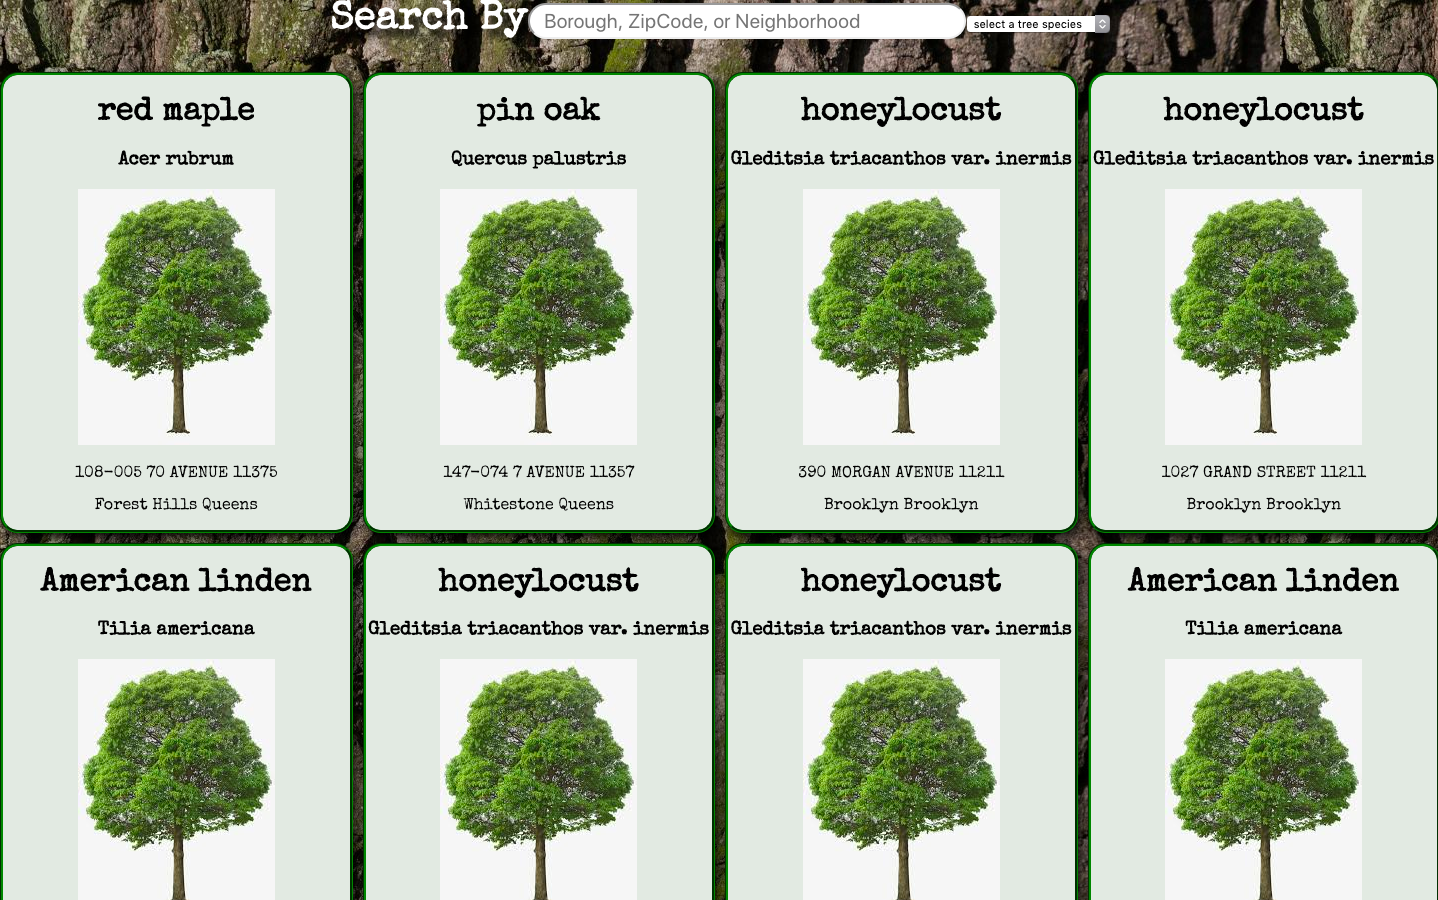 Search By Borough, ZipCode, or Neighborhood select a tree species
red maple
Acer rubrum
108-005 70 AVENUE 11375
Forest Hills Queens
pin oak
Quercus palustris
147-074 7 AVENUE 11357
Whitestone Queens
honeylocust
Gleditsia triacanthos var. inermis
390 MORGAN AVENUE 11211
Brooklyn Brooklyn
honeylocust
Gleditsia triacanthos var. inermis
1027 GRAND STREET 11211
Brooklyn Brooklyn
American linden
Tilia americana
honeylocust
Gleditsia triacanthos var. inermis
honeylocust
Gleditsia triacanthos var. inermis
American linden
Tilia americana